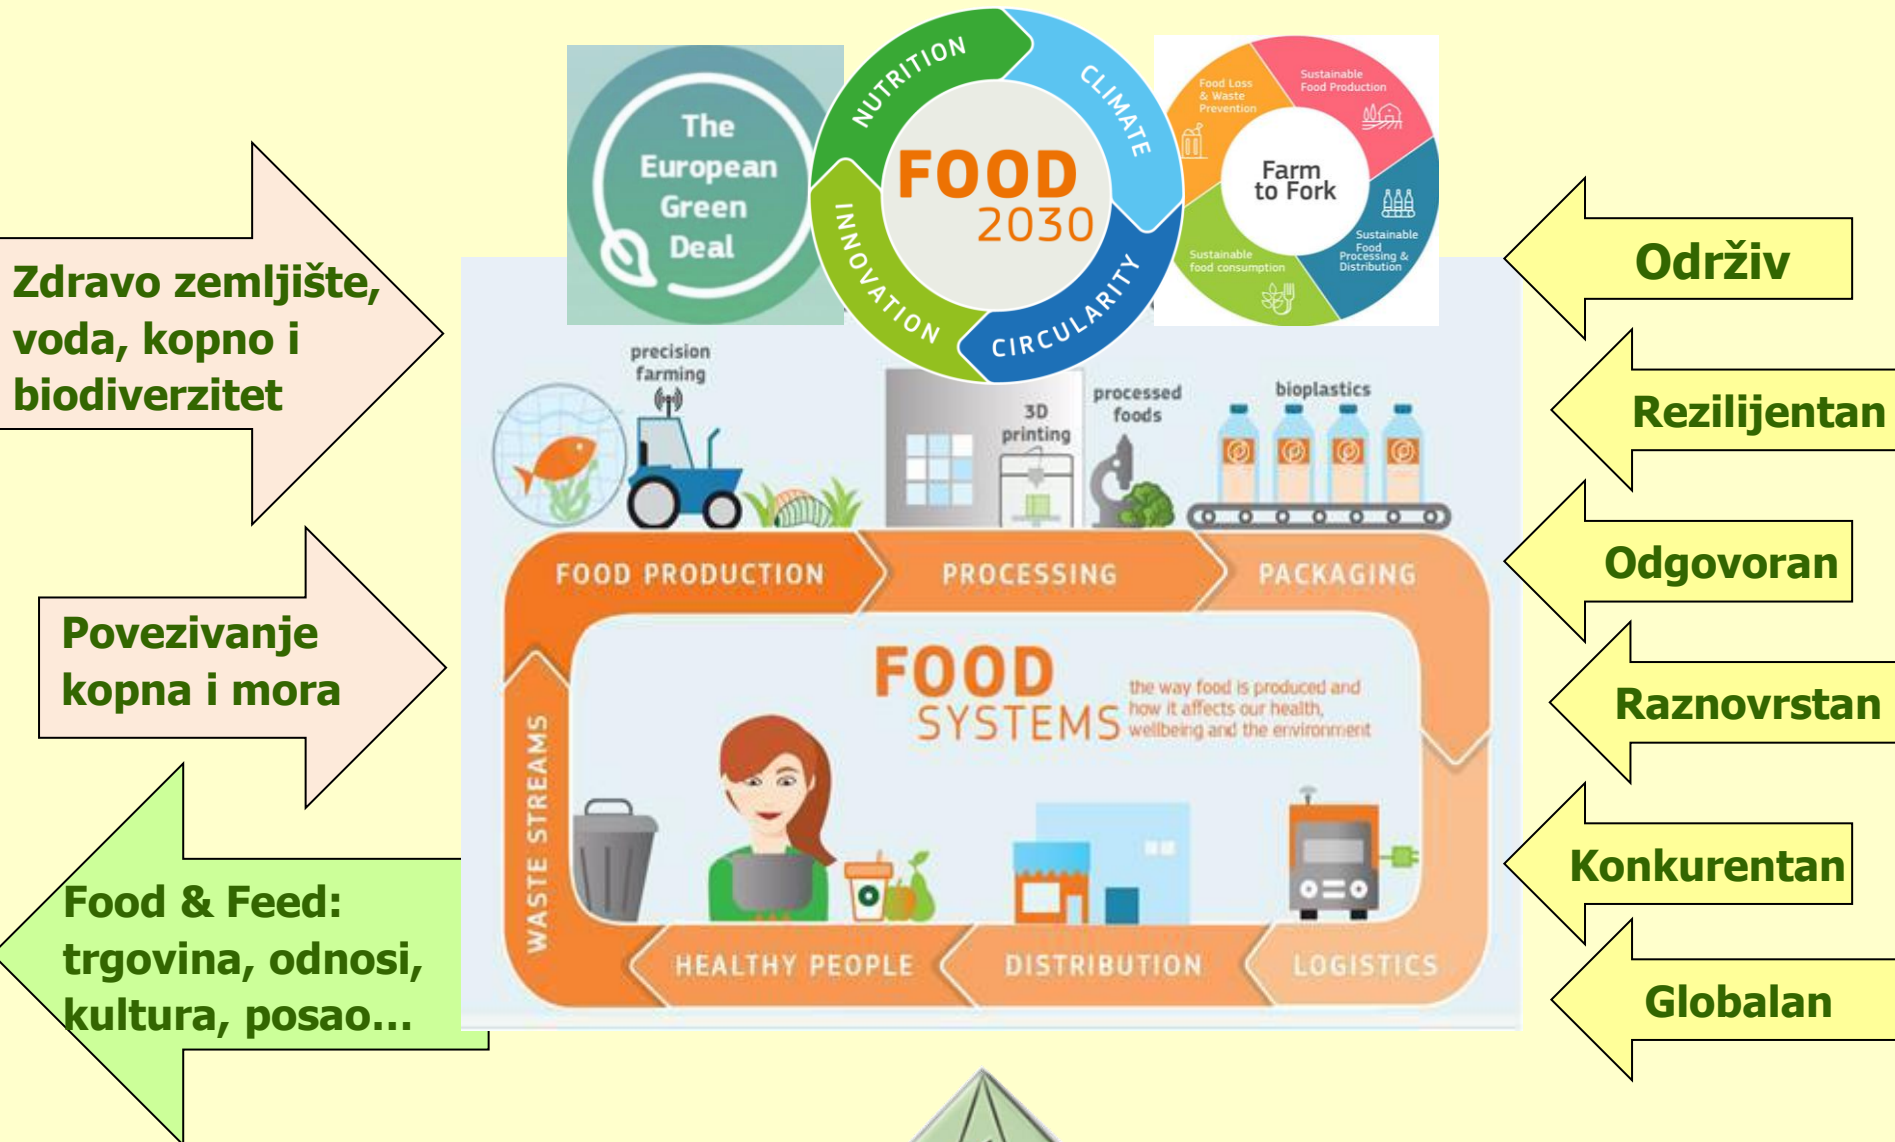 The
European
Green
Deal
NUTRITION
CLIMATE
CIRCULARITY
INNOVATION
FOOD
2030
Food Loss
& Waste
Prevention
Sustainable
Food Production
Farm
to Fork
Sustainable
food consumption
Sustainable
Food
Processing &
Distribution
Zdravo zemljište,
voda, kopno i
biodiverzitet
Povezivanje
kopna i mora
Food & Feed:
trgovina, odnosi,
kultura, posao...
precision
farming
3D
printing
processed
foods
bioplastics
FOOD PRODUCTION
PROCESSING
PACKAGING
FOOD
SYSTEMS
the way food is produced and
how it affects our health,
wellbeing and the environment
WASTE STREAMS
HEALTHY PEOPLE
DISTRIBUTION
LOGISTICS
Održiv
Rezilijentan
Odgovoran
Raznovrstan
Konkurentan
Globalan